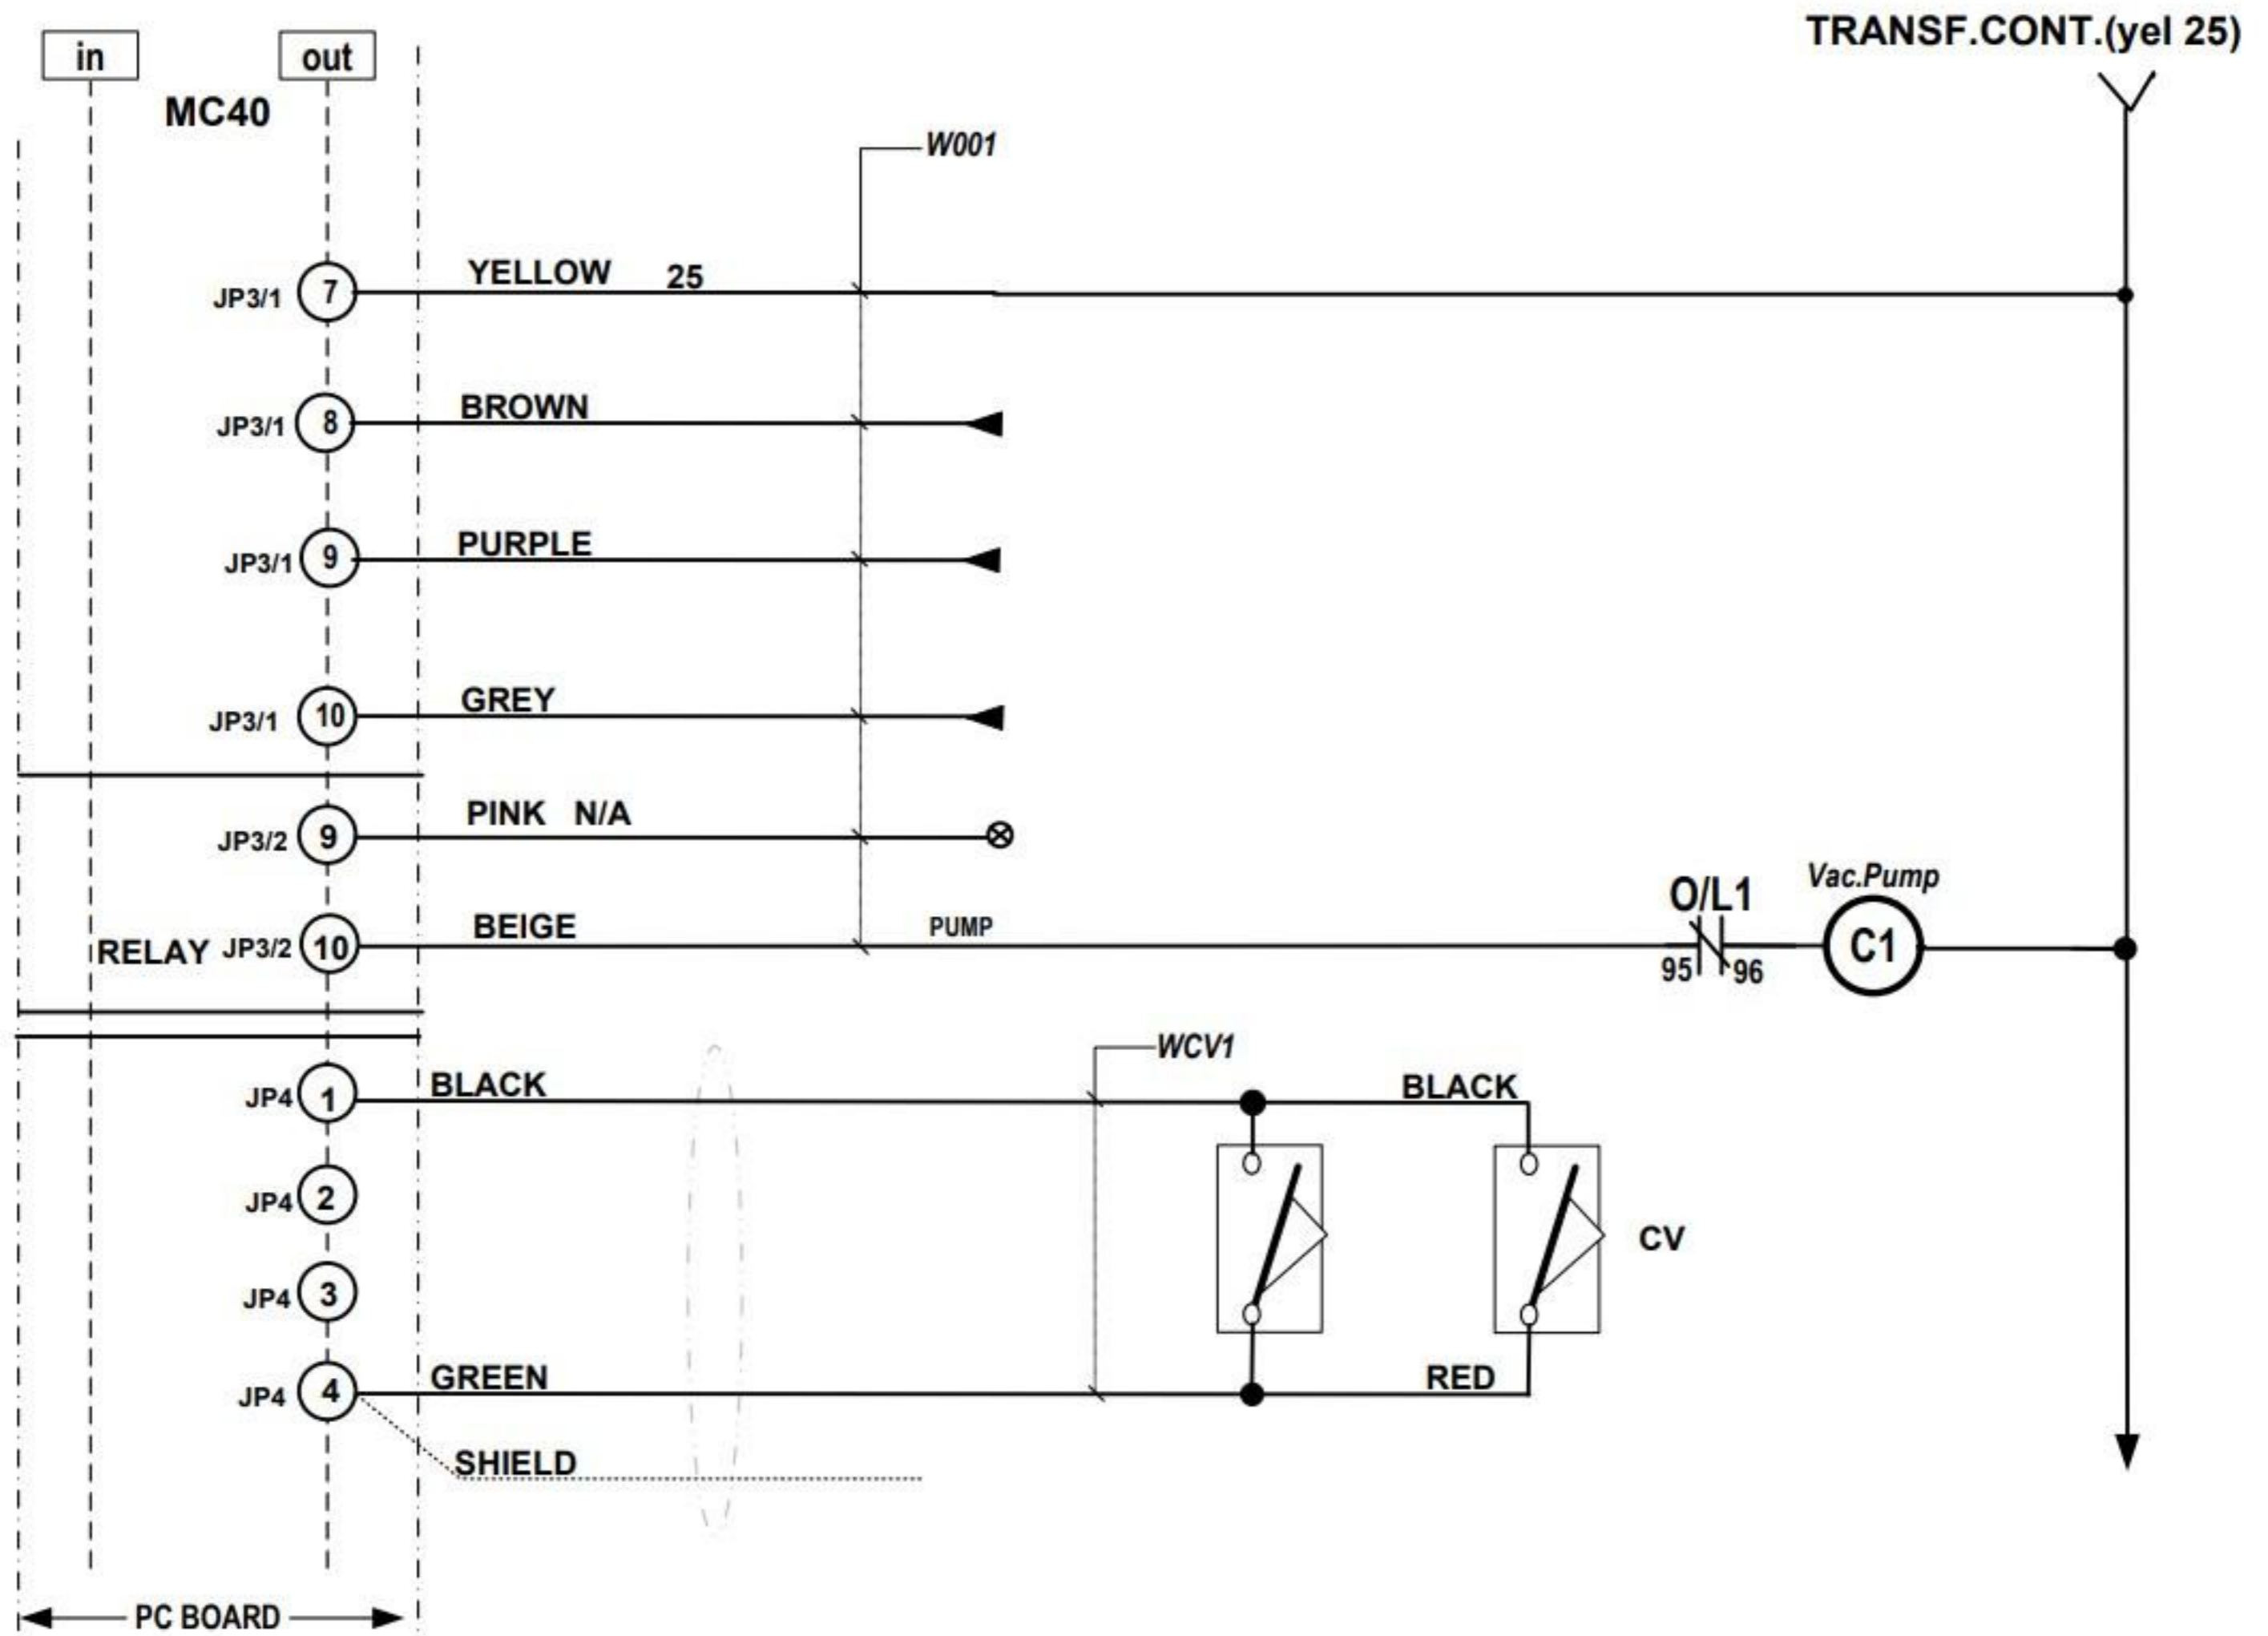 TRANSF.CONT.(yel 25)
in
out
MC40
W001
JP3/1 7 YELLOW 25
JP3/1 8 BROWN
JP3/1 9 PURPLE
JP3/1 10 GREY
JP3/2 9 PINK N/A
O/L1 Vac.Pump
RELAY JP3/2 10 BEIGE PUMP
95 96 C1
WCV1
JP4 1 BLACK BLACK
JP4 2
CV
JP4 3
JP4 4 GREEN RED
SHIELD
PC BOARD